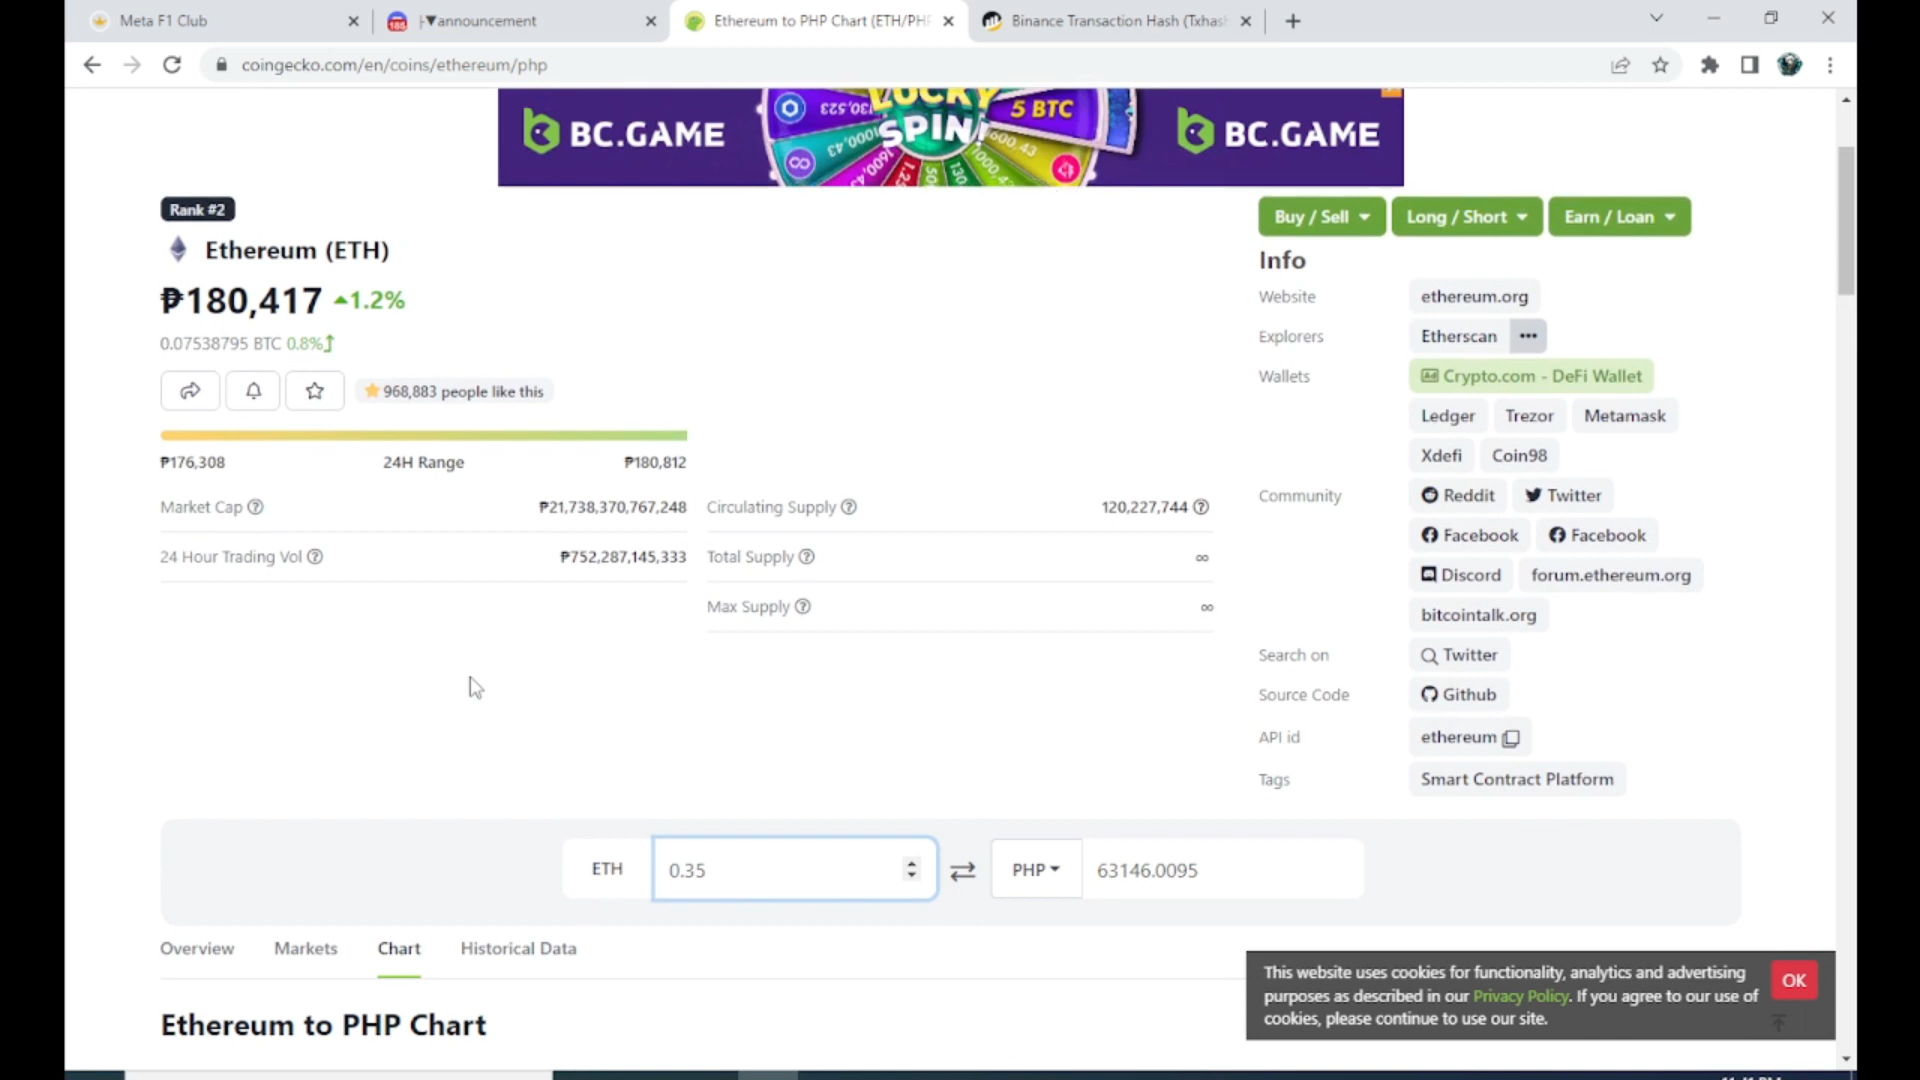 Meta F1 Club
├▼announcement
Ethereum to PHP Chart (ETH/PHP
Binance Transaction Hash (Txhas
coingecko.com/en/coins/ethereum/php
BC.GAME
LUCKY
SPIN!
5 BTC
BC.GAME
Rank #2
Ethereum (ETH)
₱180,417 1.2%
0.07538795 BTC 0.8%
968,883 people like this
₱176,308 24H Range ₱180,812
Market Cap ₱21,738,370,767,248
24 Hour Trading Vol ₱752,287,145,333
Circulating Supply 120,227,744
Total Supply ∞
Max Supply ∞
Buy / Sell Long / Short Earn / Loan
Info
Website ethereum.org
Explorers Etherscan •••
Wallets Ad Crypto.com - DeFi Wallet
Ledger Trezor Metamask
Xdefi Coin98
Community Reddit Twitter
Facebook Facebook
Discord forum.ethereum.org
bitcointalk.org
Search on Twitter
Source Code Github
API id ethereum
Tags Smart Contract Platform
ETH 0.35 PHP 63146.0095
Overview Markets Chart Historical Data
Ethereum to PHP Chart
This website uses cookies for functionality, analytics and advertising
purposes as described in our Privacy Policy. If you agree to our use of
cookies, please continue to use our site.
OK